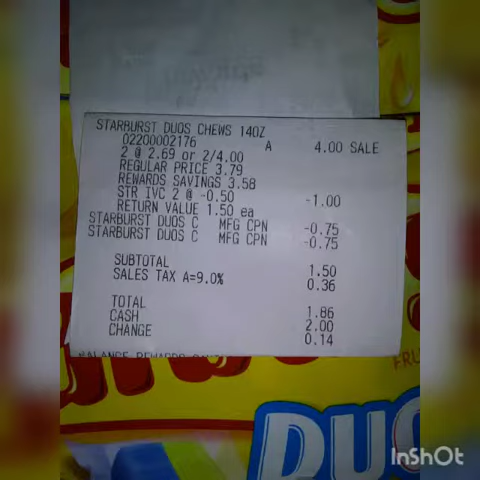 STARBURST DUOS CHEWS 14OZ
02200002176 A 4.00 SALE
2 @ 2.69 or 2/4.00
REGULAR PRICE 3.79
REWARDS SAVINGS 3.58
STR IVC 2 @ -0.50 -1.00
RETURN VALUE 1.50 ea
STARBURST DUOS C MFG CPN -0.75
STARBURST DUOS C MFG CPN -0.75
SUBTOTAL 1.50
SALES TAX A=9.0% 0.36
TOTAL 1.86
CASH 2.00
CHANGE 0.14
FRU
DUO
InShOt